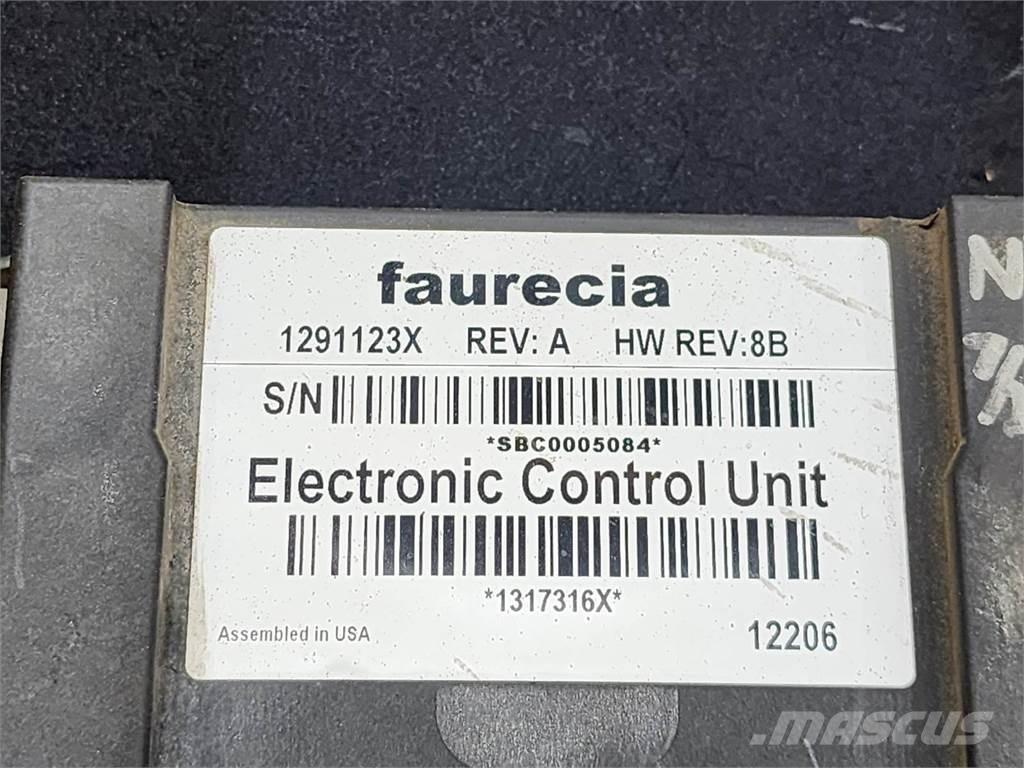 faurecia
1291123X REV: A HW REV:8B
S/N
*SBC0005084*
Electronic Control Unit
*1317316X*
Assembled in USA 12206
N
MASCUS